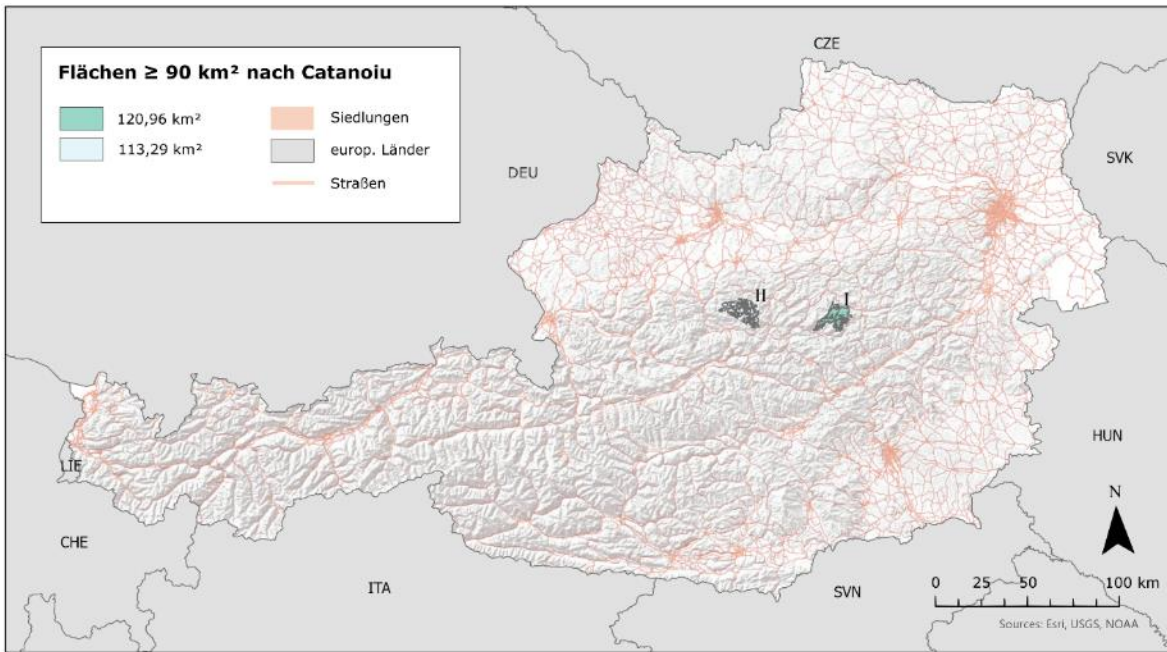 CZE
Flächen ≥ 90 km² nach Catanoiu
120,96 km²
Siedlungen
113,29 km²
europ. Länder
Straßen
DEU
SVK
II
I
HUN
LIE
CHE
ITA
SVN
N
0 25 50 100 km
Sources: Esri, USGS, NOAA